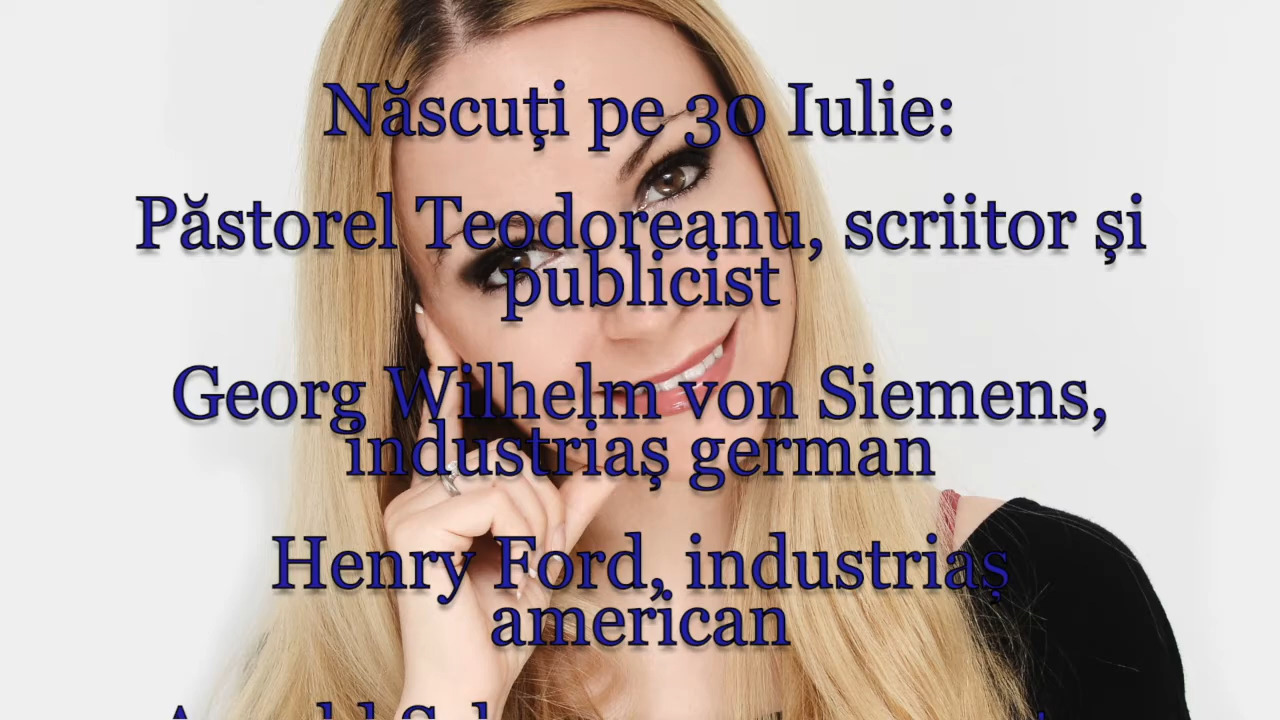 Născuți pe 30 Iulie:
Păstorel Teodoreanu, scriitor și
publicist
Georg Wilhelm von Siemens,
industriaș german
Henry Ford, industriaș
american